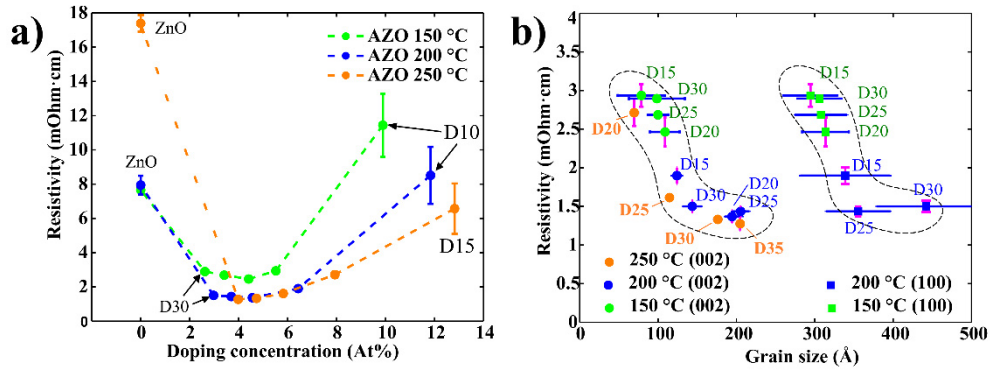 a)
18
16
14
12
10
8
6
4
2
0
Resistivity (mOhm·cm)
0 2 4 6 8 10 12 14
Doping concentration (At%)
ZnO
ZnO
AZO 150 °C
AZO 200 °C
AZO 250 °C
D10
D15
D30
b)
4
3.5
3
2.5
2
1.5
1
0.5
0
Resistivity (mOhm·cm)
0 100 200 300 400 500
Grain size (Å)
D15
D30
D25
D20
D20
D15
D30
D20
D25
D25
D30
D35
D15
D30
D25
D20
D15
D30
D25
250 °C (002)
200 °C (002)
150 °C (002)
200 °C (100)
150 °C (100)